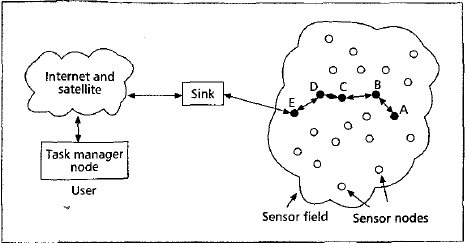 Internet and
satellite
Sink
Task manager
node
User
D
C
B
A
E
Sensor field
Sensor nodes